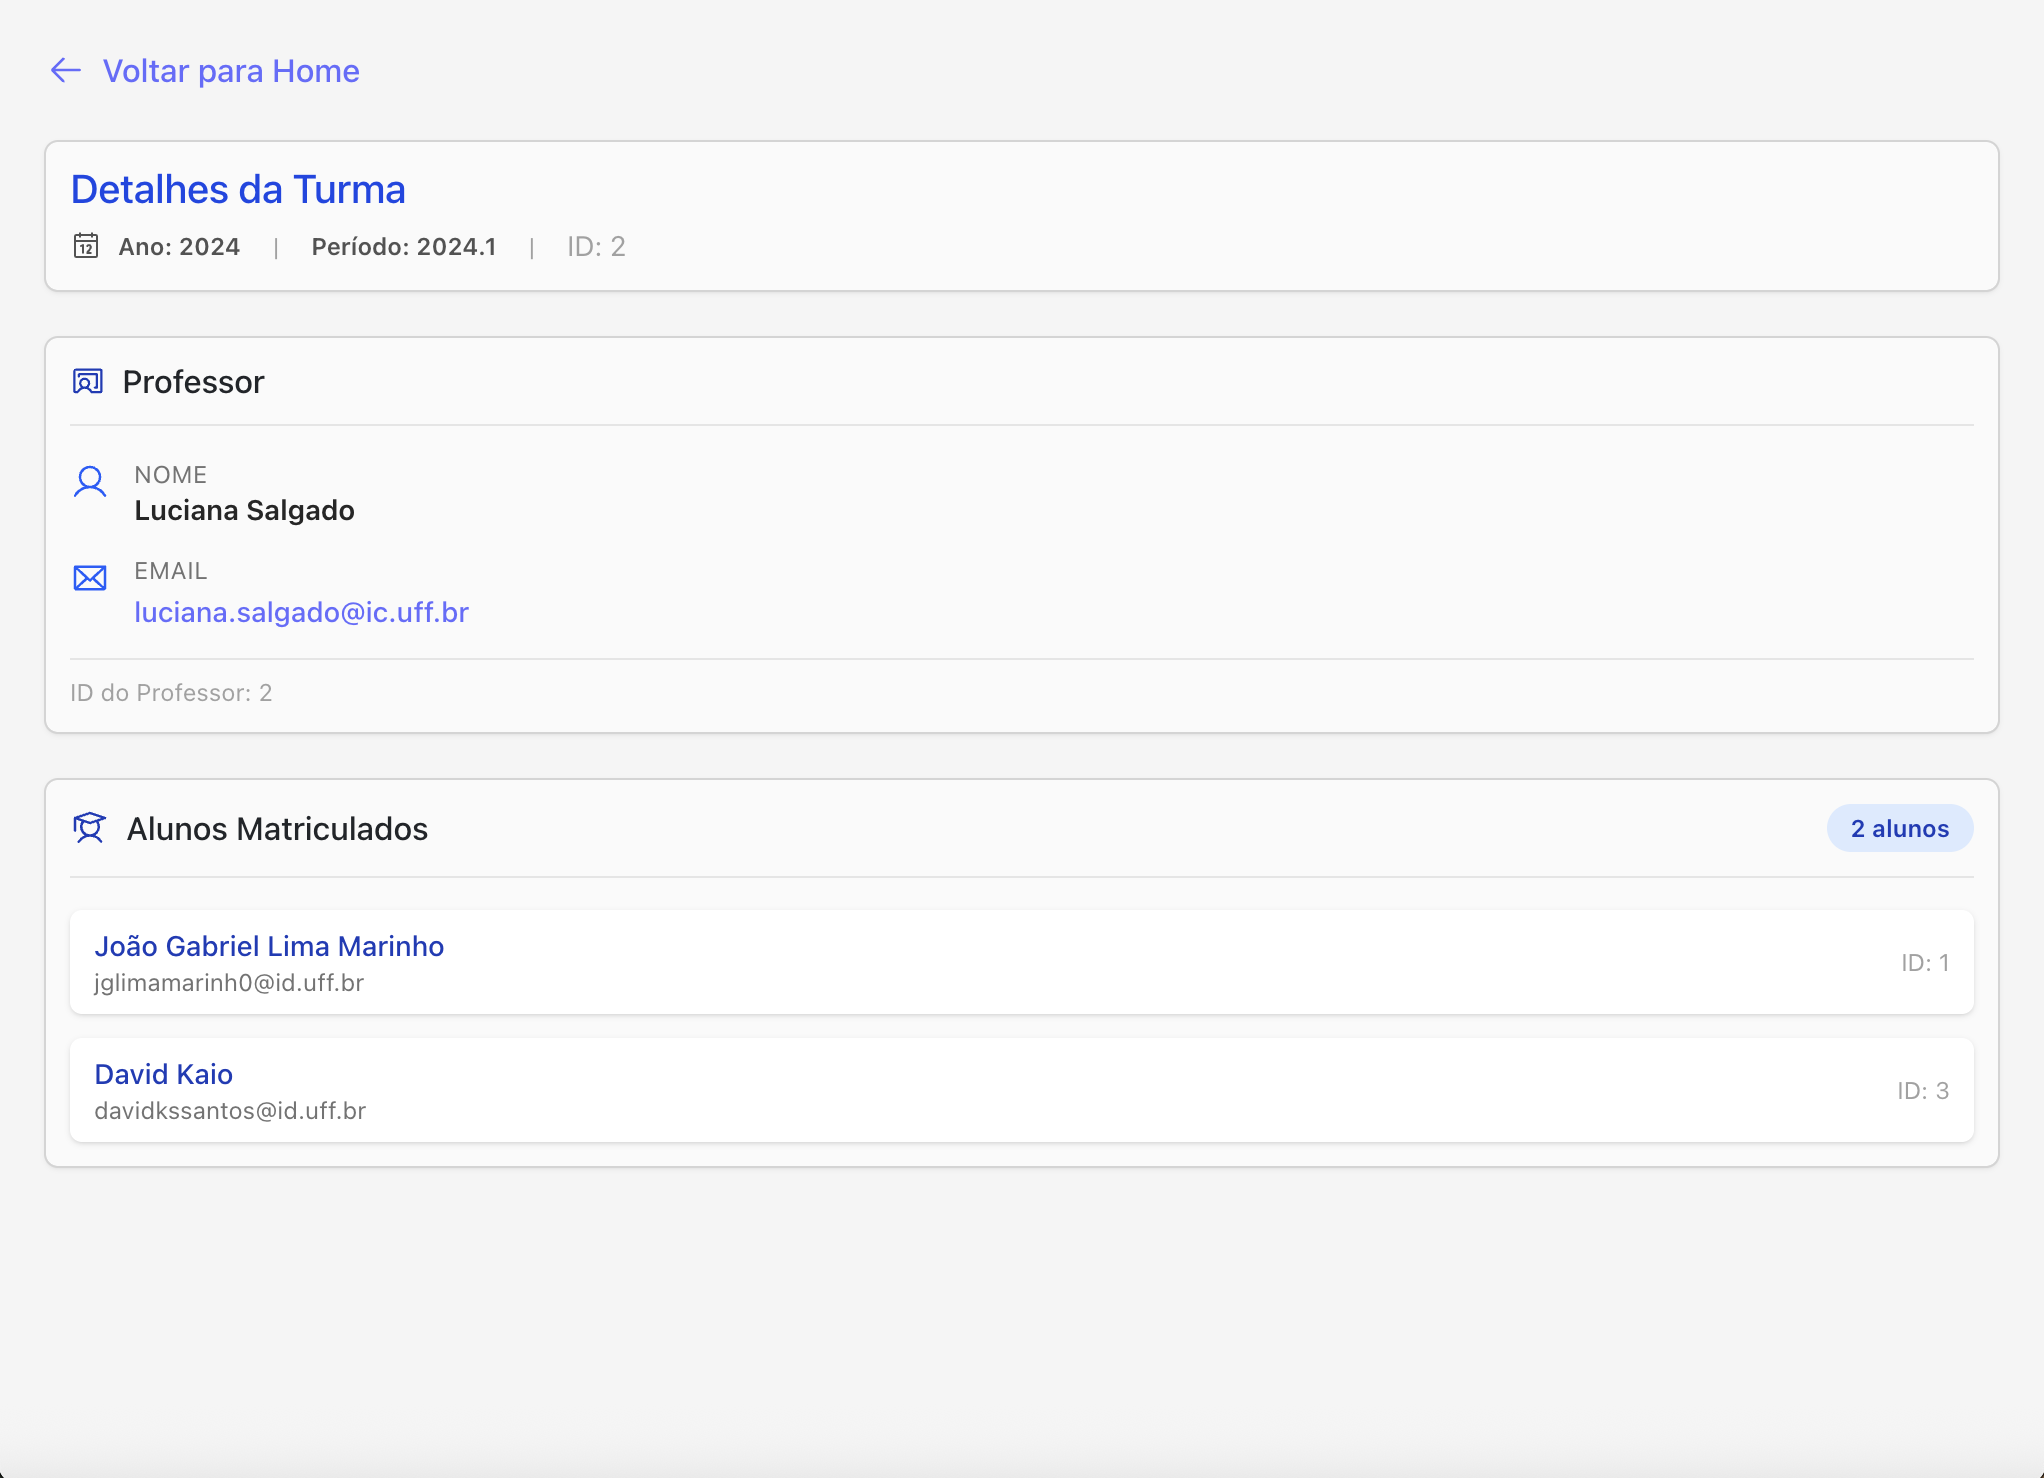 Voltar para Home
Detalhes da Turma
12 Ano: 2024 | Período: 2024.1 | ID: 2
Professor
NOME
Luciana Salgado
EMAIL
luciana.salgado@ic.uff.br
ID do Professor: 2
Alunos Matriculados 2 alunos
João Gabriel Lima Marinho
jglimamarinh0@id.uff.br
ID: 1
David Kaio
davidkssantos@id.uff.br
ID: 3